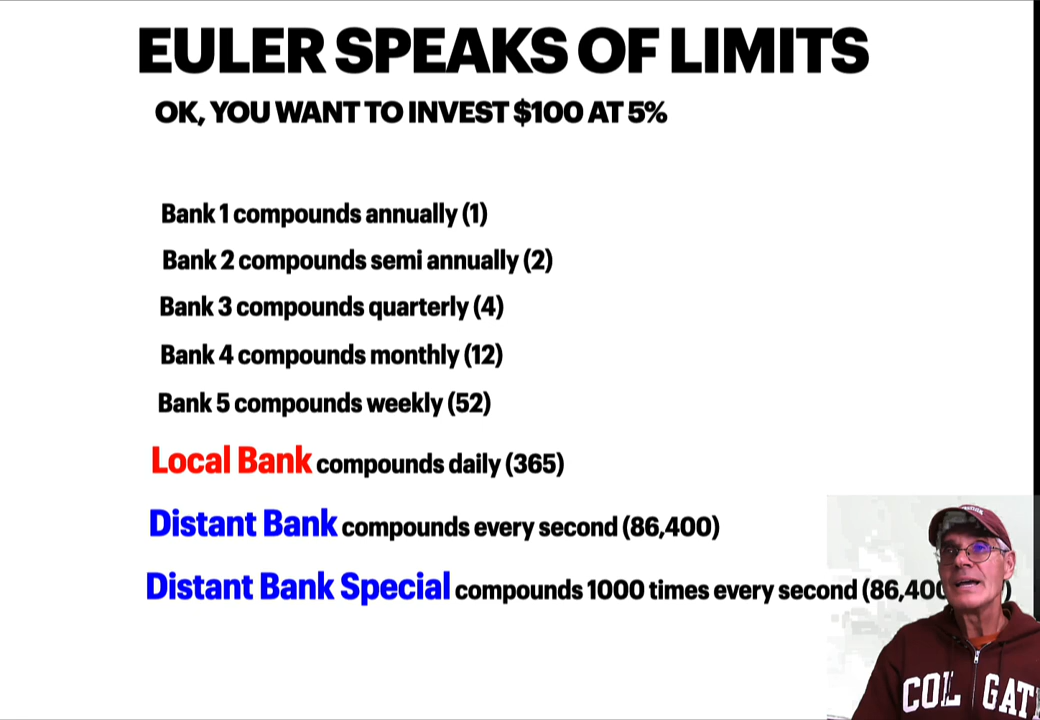 EULER SPEAKS OF LIMITS
OK, YOU WANT TO INVEST $100 AT 5%
Bank 1 compounds annually (1)
Bank 2 compounds semi annually (2)
Bank 3 compounds quarterly (4)
Bank 4 compounds monthly (12)
Bank 5 compounds weekly (52)
Local Bank compounds daily (365)
Distant Bank compounds every second (86,400)
Distant Bank Special compounds 1000 times every second
COL GAT